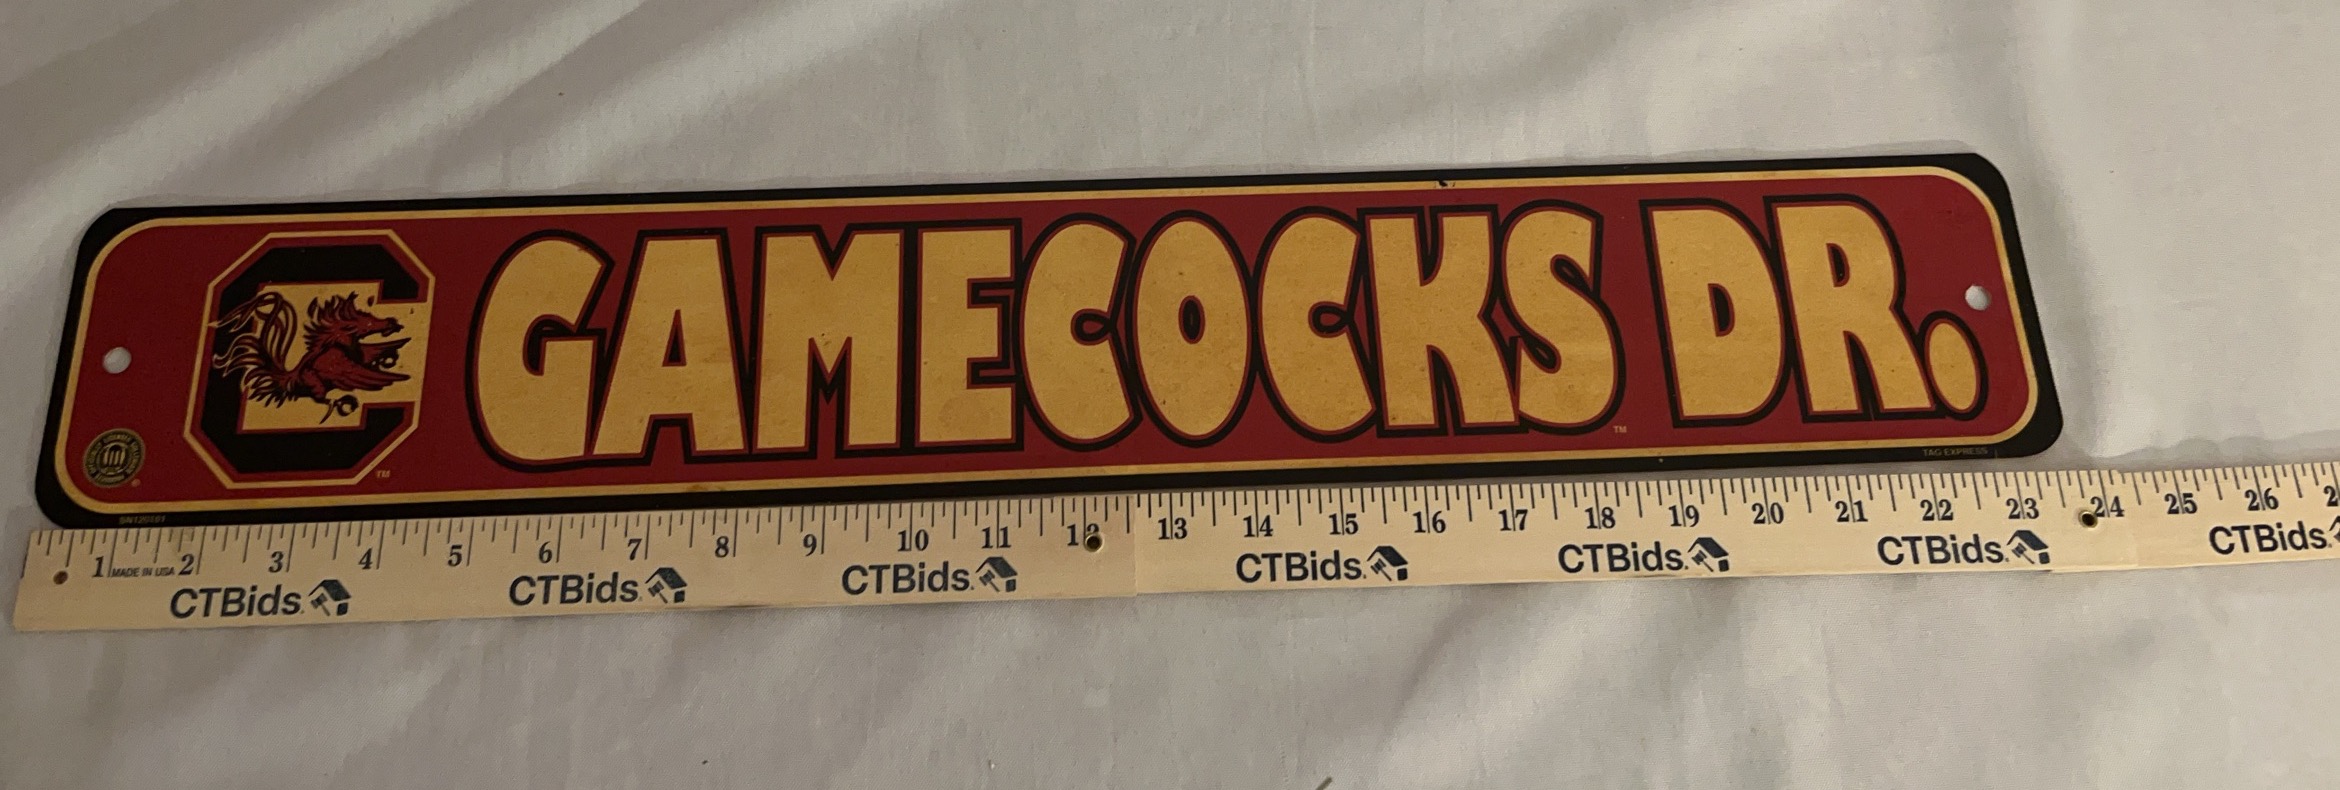 GAMECOCKS DR.
TM
TM
TAG EXPRESS
1 2 3 4 5 6 7 8 9 10 11 12 13 14 15 16 17 18 19 20 21 22 23 24 25 26
MADE IN USA
CTBids. CTBids. CTBids. CTBids. CTBids. CTBids. CTBids.